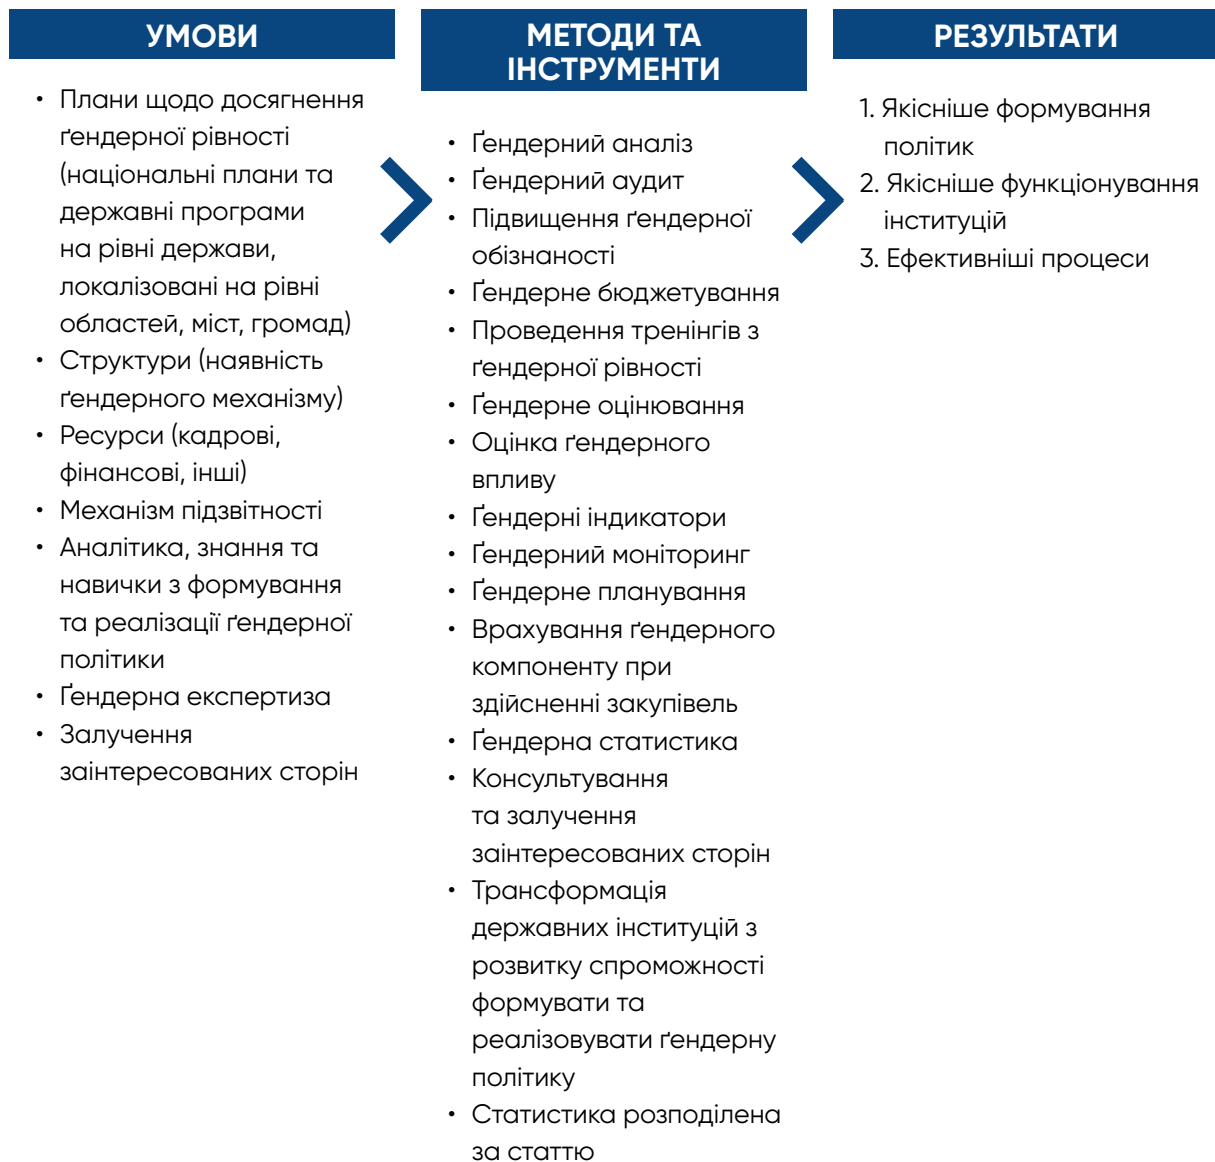 УМОВИ
• Плани щодо досягнення
ґендерної рівності
(національні плани та
державні програми
на рівні держави,
локалізовані на рівні
областей, міст, громад)
• Структури (наявність
ґендерного механізму)
• Ресурси (кадрові,
фінансові, інші)
• Механізм підзвітності
• Аналітика, знання та
навички з формування
та реалізації ґендерної
політики
• Ґендерна експертиза
• Залучення
заінтересованих сторін
МЕТОДИ ТА
ІНСТРУМЕНТИ
• Ґендерний аналіз
• Ґендерний аудит
• Підвищення ґендерної
обізнаності
• Ґендерне бюджетування
• Проведення тренінгів з
ґендерної рівності
• Ґендерне оцінювання
• Оцінка ґендерного
впливу
• Ґендерні індикатори
• Ґендерний моніторинг
• Ґендерне планування
• Врахування ґендерного
компоненту при
здійсненні закупівель
• Ґендерна статистика
• Консультування
та залучення
заінтересованих сторін
• Трансформація
державних інституцій з
розвитку спроможності
формувати та
реалізовувати ґендерну
політику
• Статистика розподілена
за статтю
РЕЗУЛЬТАТИ
1. Якісніше формування
політик
2. Якісніше функціонування
інституцій
3. Ефективніші процеси